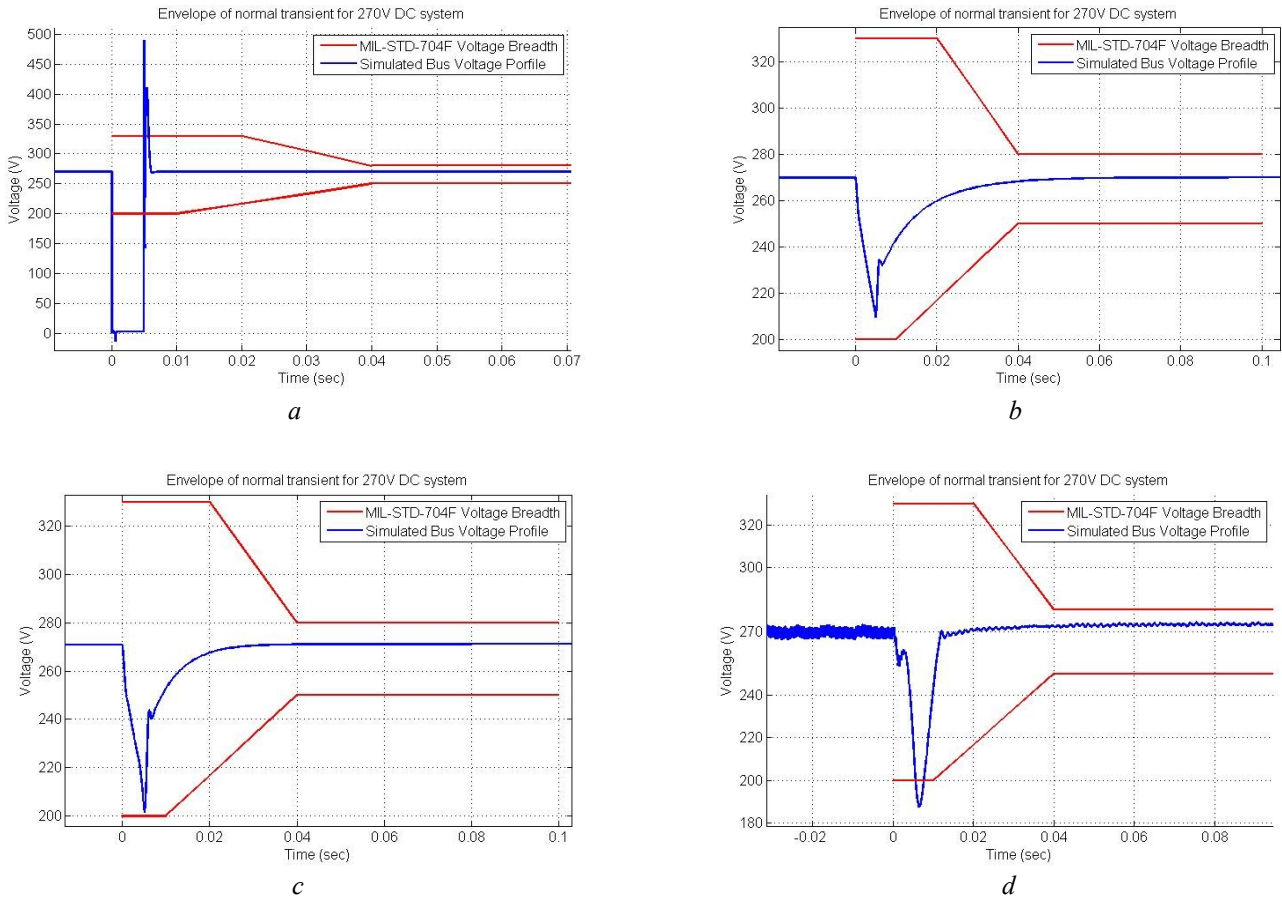 Envelope of normal transient for 270V DC system
MIL-STD-704F Voltage Breadth
Simulated Bus Voltage Porfile
Voltage (V)
500
450
400
350
300
250
200
150
100
50
0
0
0.01
0.02
0.03
0.04
0.05
0.06
0.07
Time (sec)
a
Envelope of normal transient for 270V DC system
MIL-STD-704F Voltage Breadth
Simulated Bus Voltage Porfile
Voltage (V)
320
300
280
260
240
220
200
0
0.02
0.04
0.06
0.08
0.1
Time (sec)
b
Envelope of normal transient for 270V DC system
MIL-STD-704F Voltage Breadth
Simulated Bus Voltage Profile
Voltage (V)
320
300
280
260
240
220
200
0
0.02
0.04
0.06
0.08
0.1
Time (sec)
c
Envelope of normal transient for 270V DC system
MIL-STD-704F Voltage Breadth
Simulated Bus Voltage Profile
Voltage (V)
320
300
270
240
220
200
180
-0.02
0
0.02
0.04
0.06
0.08
Time (sec)
d